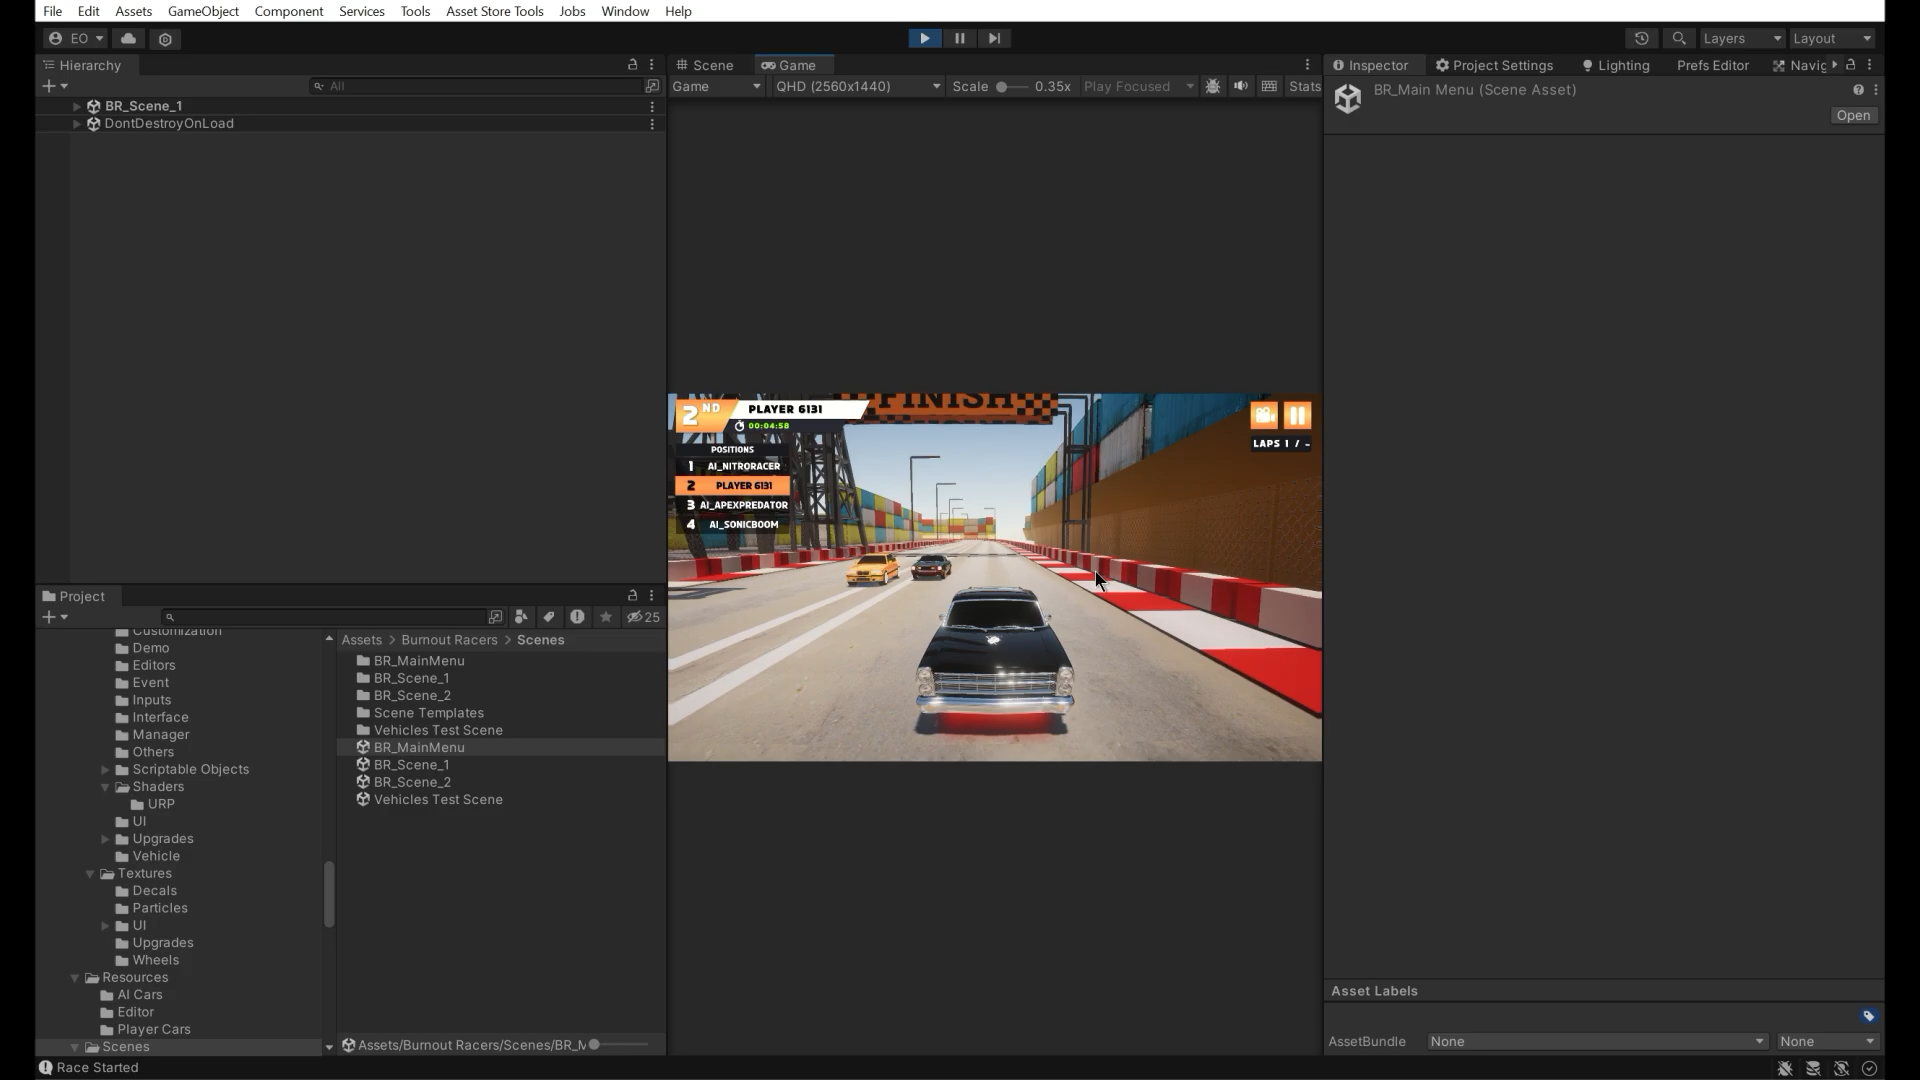 File Edit Assets GameObject Component Services Tools Asset Store Tools Jobs Window Help
EO Layers Layout
Hierarchy
All
BR_Scene_1
DontDestroyOnLoad
Scene Game
Game QHD (2560x1440) Scale 0.35x Play Focused Stats
2ND PLAYER 6131
00:04:58
FINISH
POSITIONS
1 AI_NITRORACER
2 PLAYER 6131
3 AI_APEXPREDATOR
4 AI_SONICBOOM
LAPS 1 / -
Inspector Project Settings Lighting Prefs Editor Navig
BR_Main Menu (Scene Asset)
Open
Project
25
Customization
Demo
Editors
Event
Inputs
Interface
Manager
Others
Scriptable Objects
Shaders
URP
UI
Upgrades
Vehicle
Textures
Decals
Particles
UI
Upgrades
Wheels
Resources
AI Cars
Editor
Player Cars
Scenes
Assets > Burnout Racers > Scenes
BR_MainMenu
BR_Scene_1
BR_Scene_2
Scene Templates
Vehicles Test Scene
BR_MainMenu
BR_Scene_1
BR_Scene_2
Vehicles Test Scene
Assets/Burnout Racers/Scenes/BR_M
Asset Labels
AssetBundle None None
Race Started